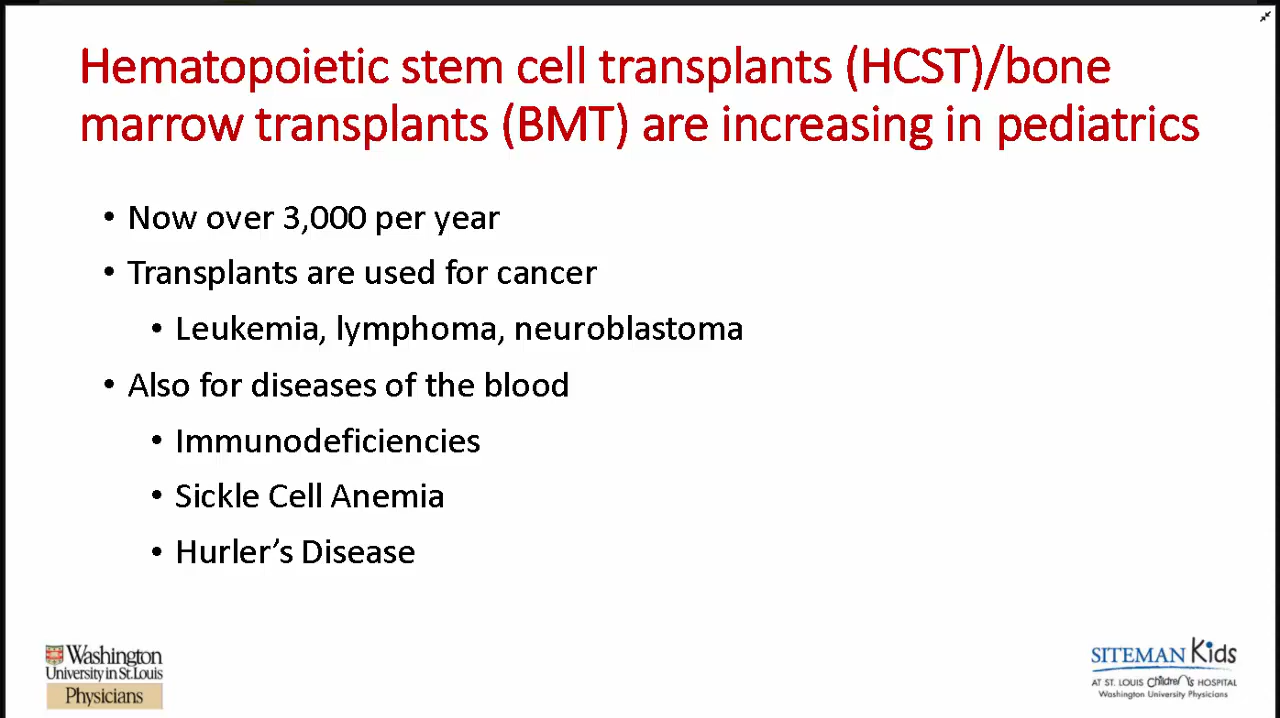 Hematopoietic stem cell transplants (HCST)/bone
marrow transplants (BMT) are increasing in pediatrics
• Now over 3,000 per year
• Transplants are used for cancer
• Leukemia, lymphoma, neuroblastoma
• Also for diseases of the blood
• Immunodeficiencies
• Sickle Cell Anemia
• Hurler’s Disease
Washington
University in St. Louis
Physicians
SITEMAN Kids
AT ST. LOUIS Children's HOSPITAL
Washington University Physicians